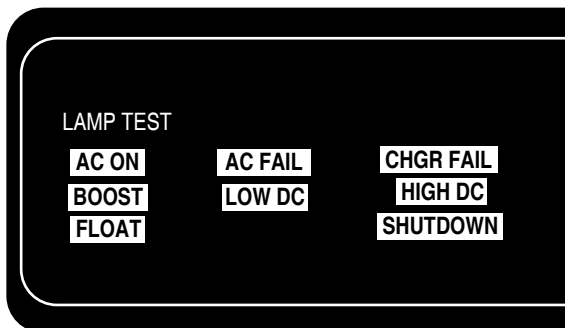 LAMP TEST
AC ON AC FAIL CHGR FAIL
BOOST LOW DC HIGH DC
FLOAT SHUTDOWN